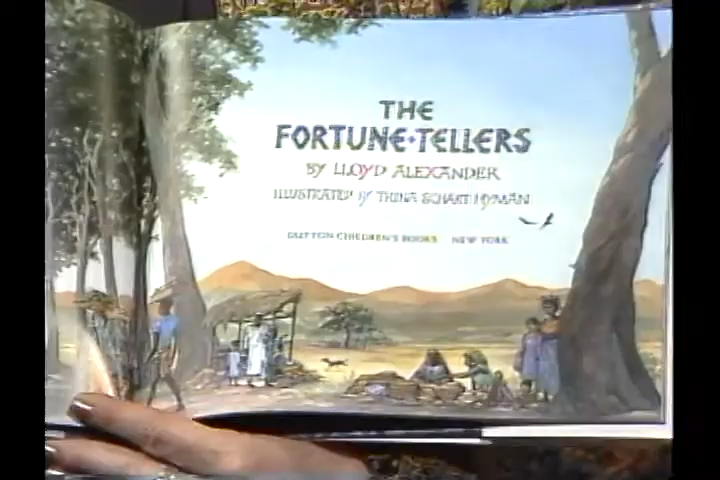 THE
FORTUNE-TELLERS
BY LLOYD ALEXANDER
ILLUSTRATED BY TRINA SCHART HYMAN
DUTTON CHILDREN'S BOOKS NEW YORK